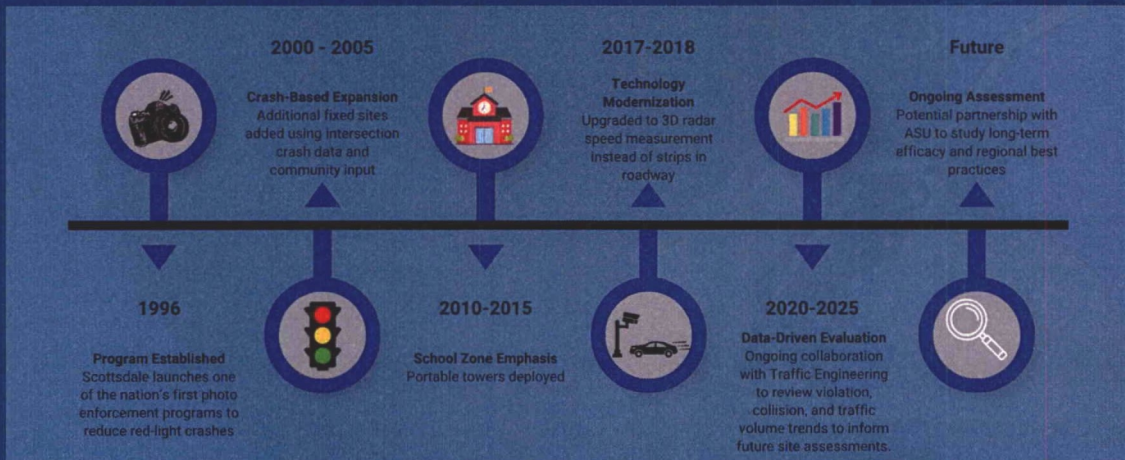 1996
Program Established
Scottsdale launches one
of the nation's first photo
enforcement programs to
reduce red-light crashes
2000 - 2005
Crash-Based Expansion
Additional fixed sites
added using intersection
crash data and
community input
2010-2015
School Zone Emphasis
Portable towers deployed
2017-2018
Technology
Modernization
Upgraded to 3D radar
speed measurement
instead of strips in
roadway
2020-2025
Data-Driven Evaluation
Ongoing collaboration
with Traffic Engineering
to review violation,
collision, and traffic
volume trends to inform
future site assessments.
Future
Ongoing Assessment
Potential partnership with
ASU to study long-term
efficacy and regional best
practices